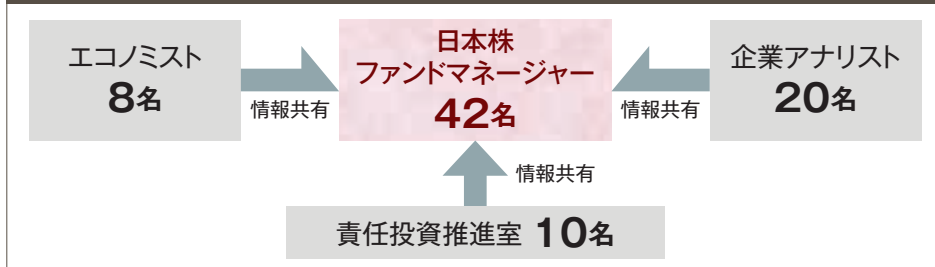 エコノミスト
8名
情報共有
日本株
ファンドマネージャー
42名
情報共有
企業アナリスト
20名
情報共有
責任投資推進室 10名